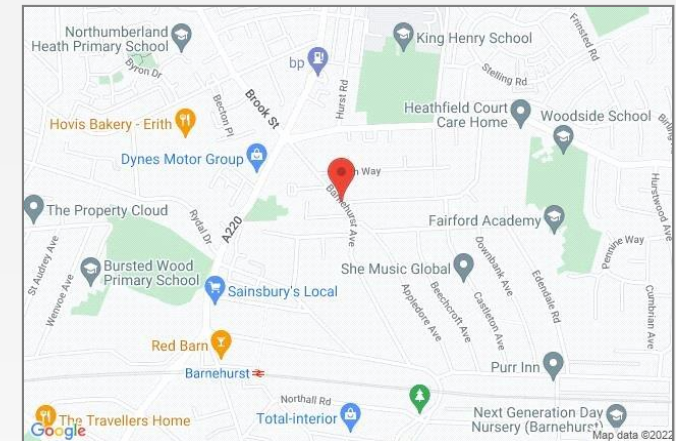 Northumberland
Heath Primary School
King Henry School
Frinsted Rd
Byron Dr
bp
Stelling Rd
Hurst Rd
Becton Pl
Brook St
Heathfield Court
Care Home
Woodside School
Hovis Bakery - Erith
Dynes Motor Group
Way
Barnehurst Ave
The Property Cloud
Rydal Dr
A220
Fairford Academy
Hurstwood Ave
St Audrey Ave
Wenvoe Ave
Bursted Wood
Primary School
She Music Global
Downbank Ave
Pennine Way
Sainsbury's Local
Appledore Ave
Beechcroft Ave
Castleton Ave
Edendale Rd
Cumbrian Ave
Red Barn
Barnehurst
Purr Inn
Northall Rd
The Travellers Home
Total-interior
Next Generation Day
Nursery (Barnehurst)
Google
Map data ©2022